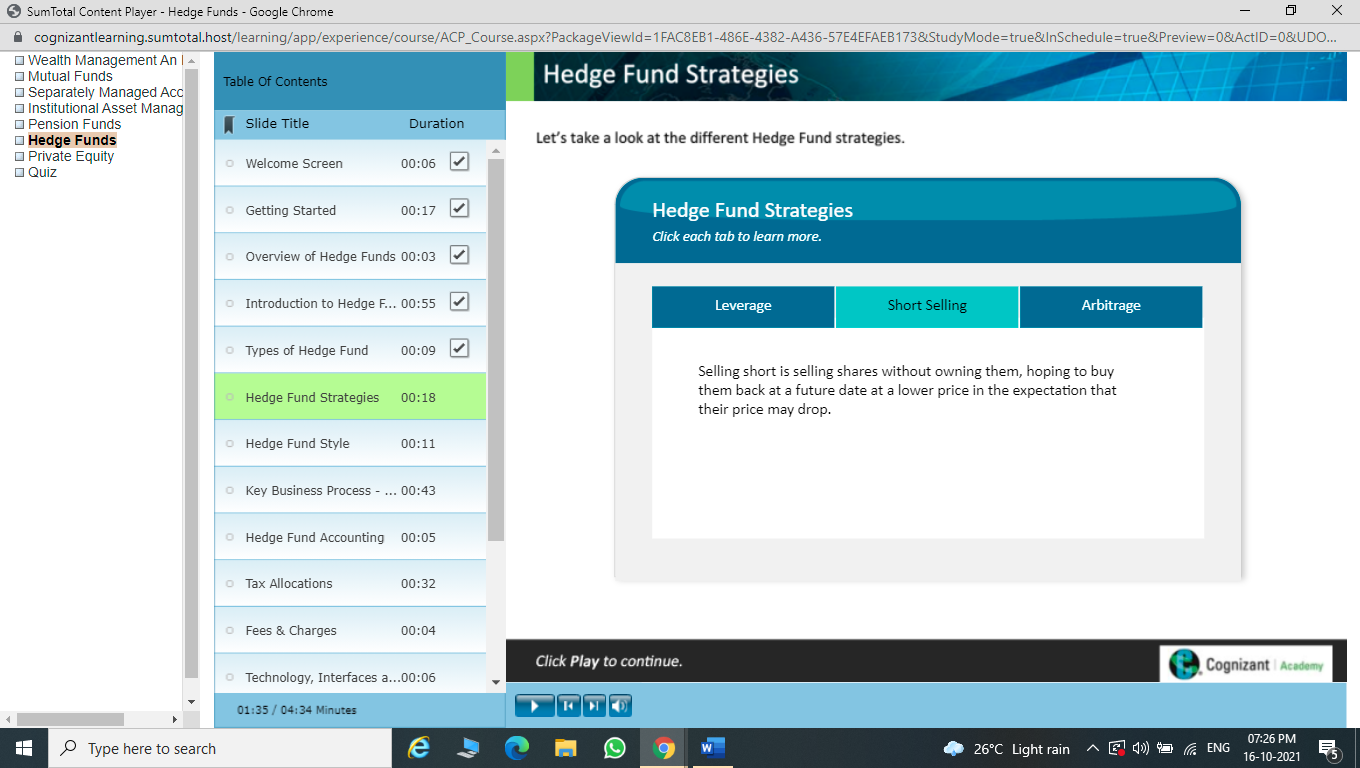 SumTotal Content Player - Hedge Funds - Google Chrome
cognizantlearning.sumtotal.host/learning/app/experience/course/ACP_Course.aspx?PackageViewId=1FAC8EB1-486E-4382-A436-57E4EFAEB173&StudyMode=true&InSchedule=true&Preview=0&ActID=0&UDO...
Wealth Management An I
Mutual Funds
Separately Managed Acc
Institutional Asset Manag
Pension Funds
Hedge Funds
Private Equity
Quiz
Table Of Contents
Slide Title Duration
Welcome Screen 00:06
Getting Started 00:17
Overview of Hedge Funds 00:03
Introduction to Hedge F... 00:55
Types of Hedge Fund 00:09
Hedge Fund Strategies 00:18
Hedge Fund Style 00:11
Key Business Process - ... 00:43
Hedge Fund Accounting 00:05
Tax Allocations 00:32
Fees & Charges 00:04
Technology, Interfaces a...00:06
01:35 / 04:34 Minutes
Hedge Fund Strategies
Let's take a look at the different Hedge Fund strategies.
Hedge Fund Strategies
Click each tab to learn more.
Leverage Short Selling Arbitrage
Selling short is selling shares without owning them, hoping to buy
them back at a future date at a lower price in the expectation that
their price may drop.
Click Play to continue.
Cognizant | Academy
Type here to search
26°C Light rain
ENG
07:26 PM
16-10-2021
5